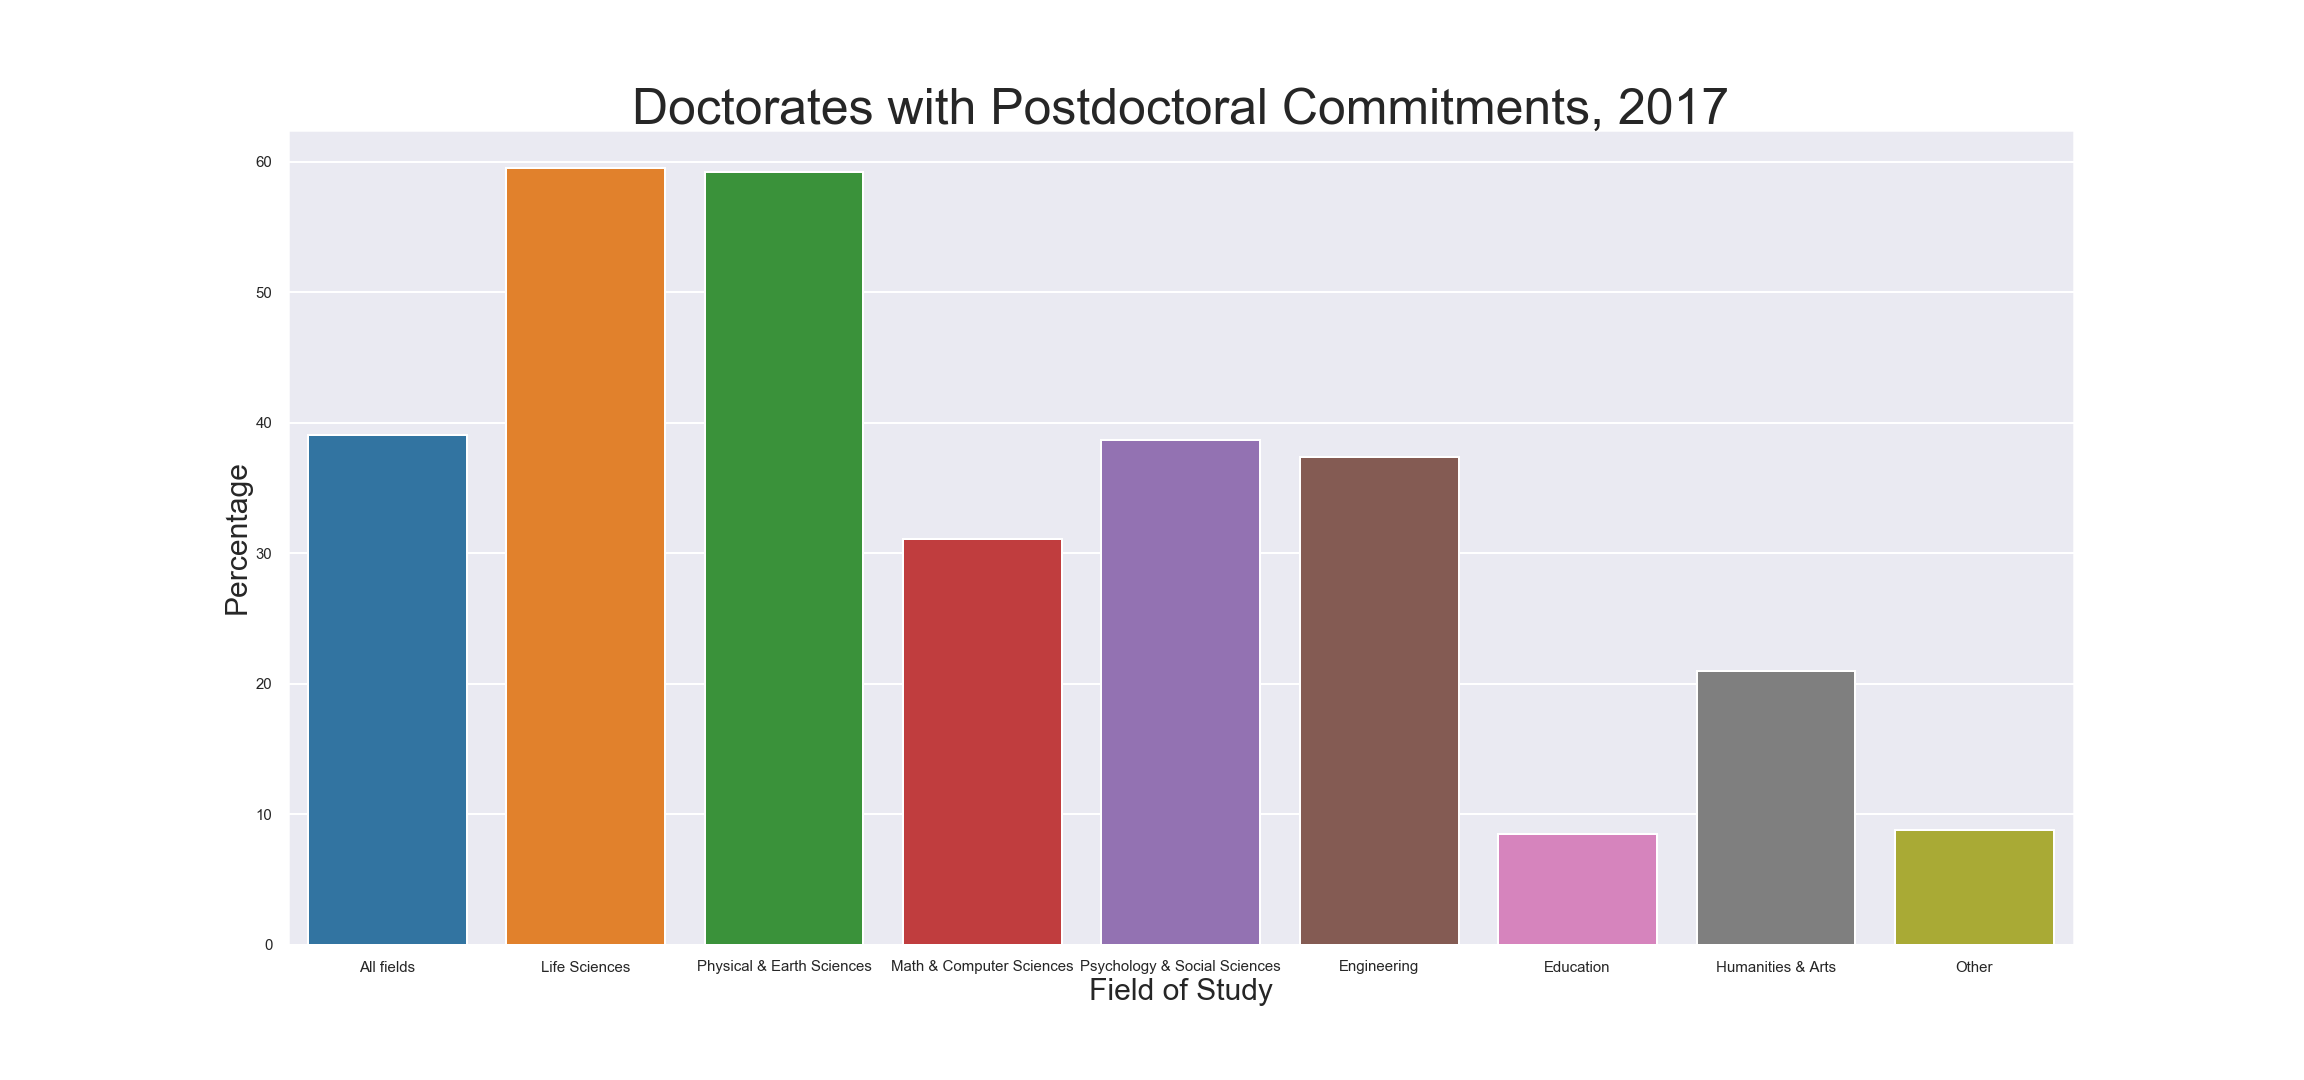 Doctorates with Postdoctoral Commitments, 2017
Percentage
60
50
40
30
20
10
0
All fields
Life Sciences
Physical & Earth Sciences
Math & Computer Sciences
Psychology & Social Sciences
Engineering
Education
Humanities & Arts
Other
Field of Study